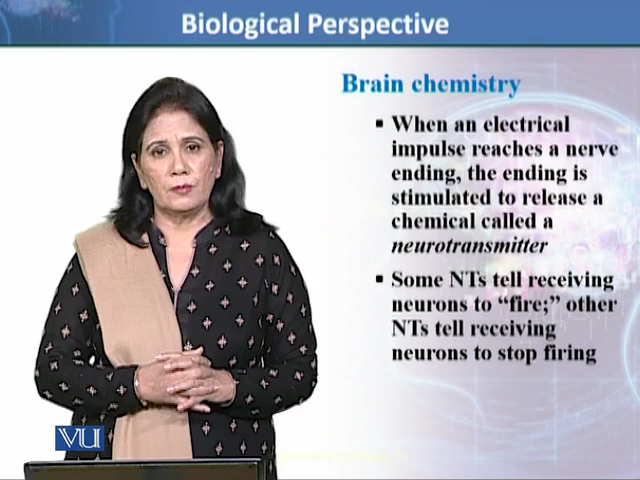 Biological Perspective
Brain chemistry
▪ When an electrical
impulse reaches a nerve
ending, the ending is
stimulated to release a
chemical called a
neurotransmitter
▪ Some NTs tell receiving
neurons to “fire;” other
NTs tell receiving
neurons to stop firing
VU